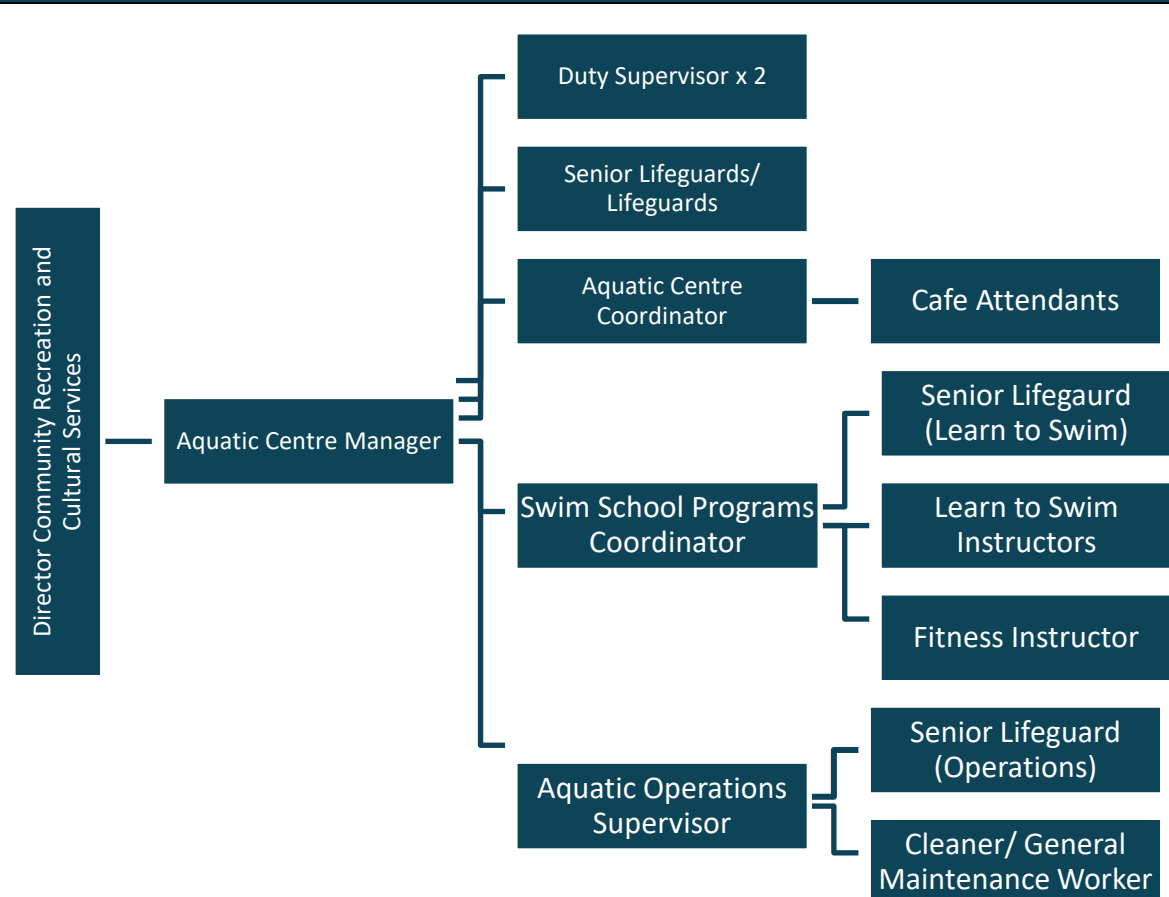 Director Community Recreation and
Cultural Services
Aquatic Centre Manager
Duty Supervisor x 2
Senior Lifeguards/
Lifeguards
Aquatic Centre
Coordinator
Cafe Attendants
Swim School Programs
Coordinator
Senior Lifegaurd
(Learn to Swim)
Learn to Swim
Instructors
Fitness Instructor
Aquatic Operations
Supervisor
Senior Lifeguard
(Operations)
Cleaner/ General
Maintenance Worker